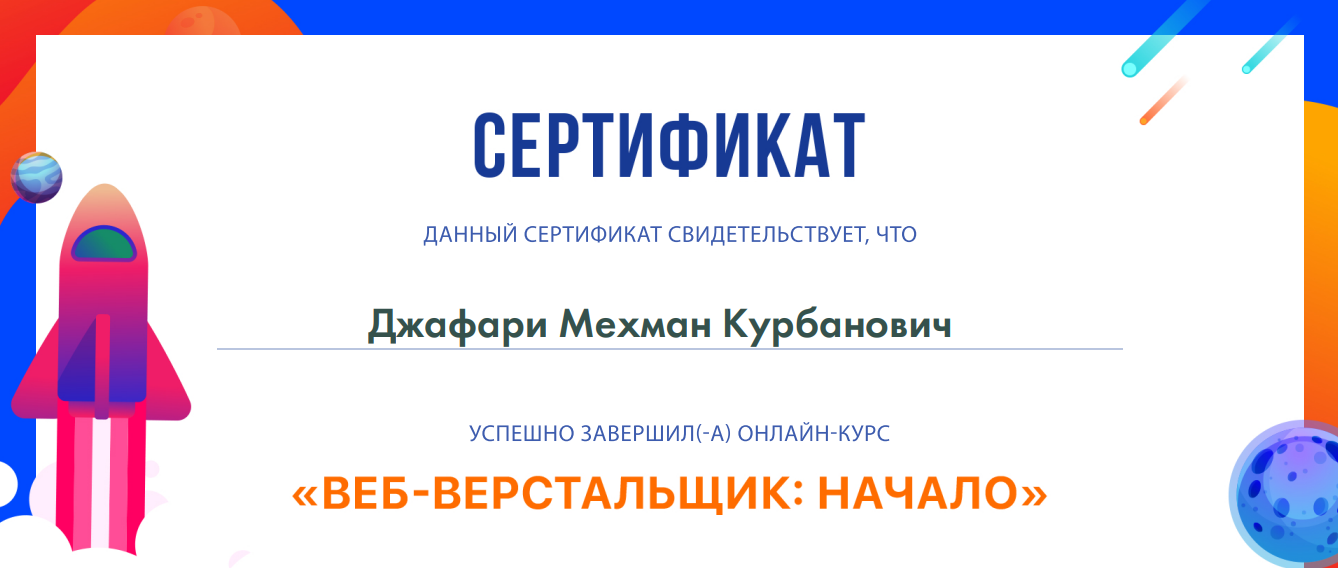 СЕРТИФИКАТ
ДАННЫЙ СЕРТИФИКАТ СВИДЕТЕЛЬСТВУЕТ, ЧТО
Джафари Мехман Курбанович
УСПЕШНО ЗАВЕРШИЛ(-А) ОНЛАЙН-КУРС
«ВЕБ-ВЕРСТАЛЬЩИК: НАЧАЛО»